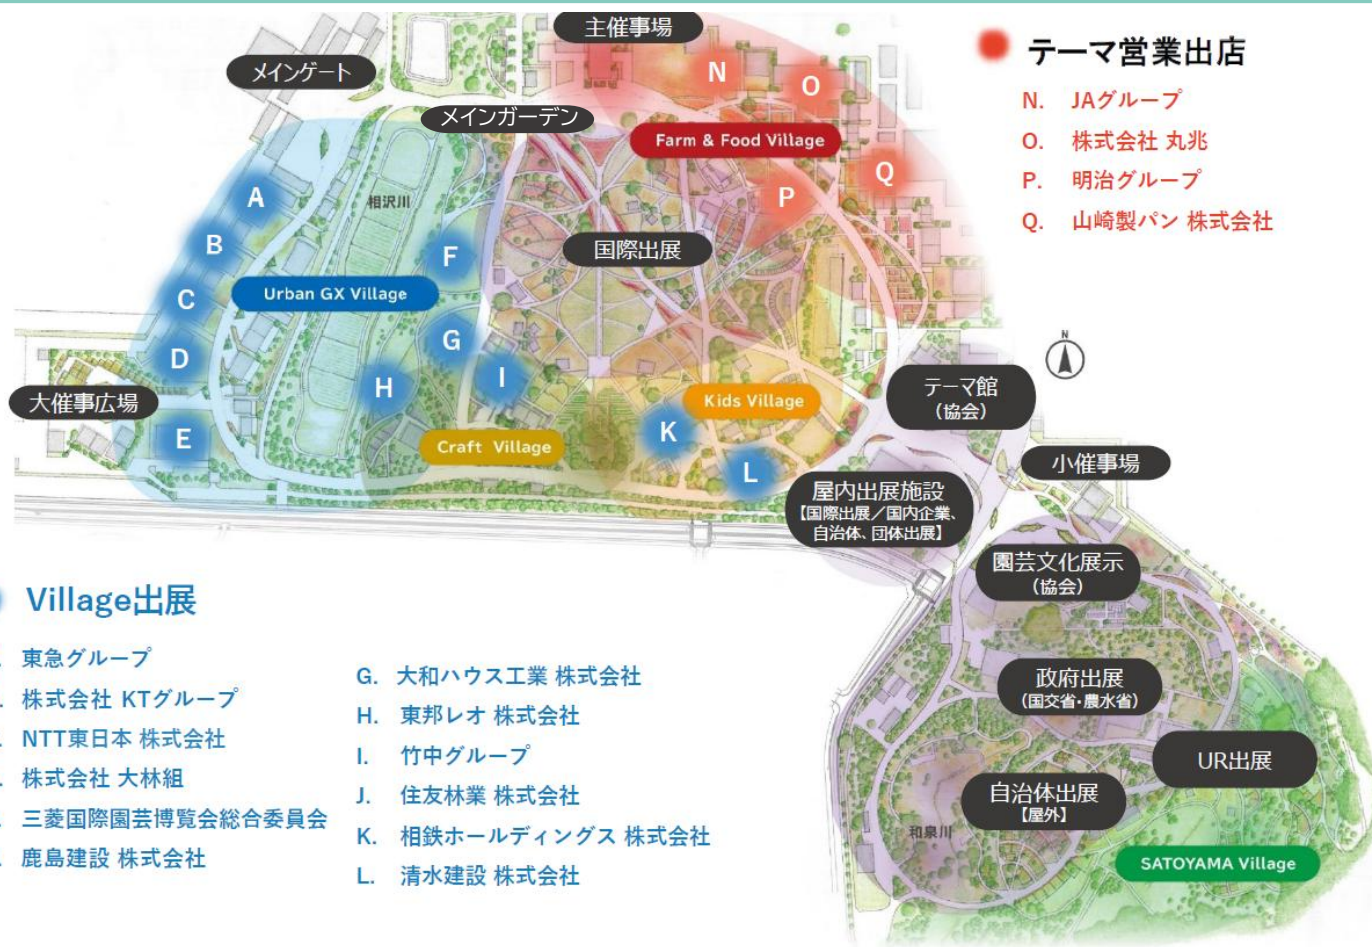 主催事場
メインゲート
メインガーデン
N
O
Farm & Food Village
Q
P
A
相沢川
B
F
国際出展
C
Urban GX Village
G
D
I
H
大催事広場
E
Craft Village
K
Kids Village
L
テーマ館
（協会）
小催事場
屋内出展施設
【国際出展／国内企業、
自治体、団体出展】
園芸文化展示
（協会）
政府出展
（国交省・農水省）
UR出展
自治体出展
【屋外】
和泉川
SATOYAMA Village
N
テーマ営業出店
N. JAグループ
O. 株式会社 丸兆
P. 明治グループ
Q. 山崎製パン 株式会社
Village出展
東急グループ
株式会社 KTグループ
NTT東日本 株式会社
株式会社 大林組
三菱国際園芸博覧会総合委員会
鹿島建設 株式会社
G. 大和ハウス工業 株式会社
H. 東邦レオ 株式会社
I. 竹中グループ
J. 住友林業 株式会社
K. 相鉄ホールディングス 株式会社
L. 清水建設 株式会社